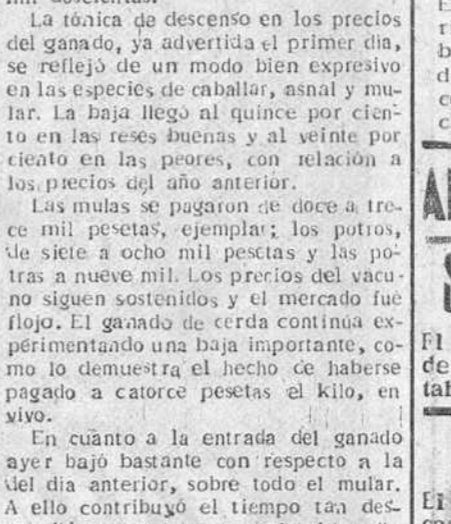 La tónica de descenso en los precios
del ganado, ya advertida el primer día,
se reflejó de un modo bien expresivo
en las especies de caballar, asnal y mu-
lar. La baja llegó al quince por cien-
to en las reses buenas y al veinte por
ciento en las peores, con relación a
los precios del año anterior.
Las mulas se pagaron de doce a tre-
ce mil pesetas, ejemplar; los potros,
de siete a ocho mil pesetas y las po-
tras a nueve mil. Los precios del vacu-
no siguen sostenidos y el mercado fue
flojo. El ganado de cerda continúa ex-
perimentando una baja importante, co-
mo lo demuestra el hecho de haberse
pagado a catorce pesetas el kilo, en
vivo.
En cuanto a la entrada del ganado
ayer bajó bastante con respecto a la
del día anterior, sobre todo el mular.
A ello contribuyó el tiempo tan des-
El
de
tab
El